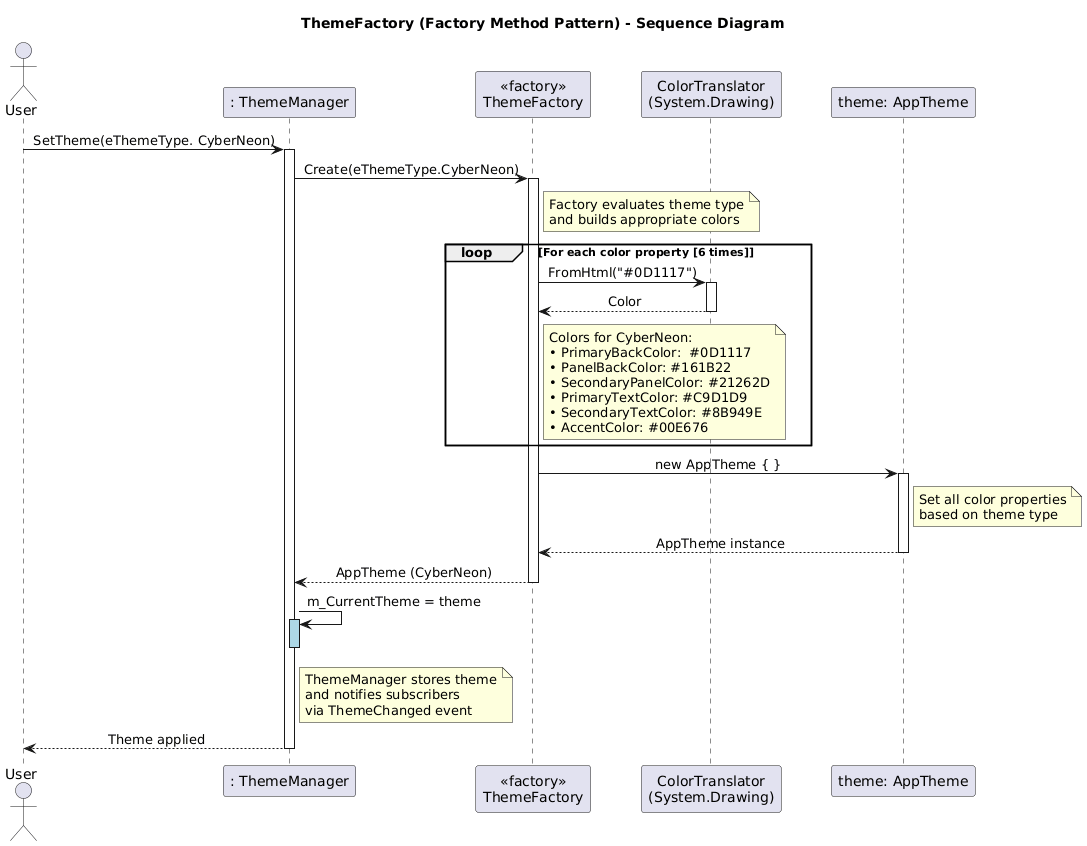 ThemeFactory (Factory Method Pattern) - Sequence Diagram
User
: ThemeManager
«factory»
ThemeFactory
ColorTranslator
(System.Drawing)
theme: AppTheme
SetTheme(eThemeType. CyberNeon)
Create(eThemeType.CyberNeon)
Factory evaluates theme type
and builds appropriate colors
loop
[For each color property [6 times]]
FromHtml("#0D1117")
Color
Colors for CyberNeon:
• PrimaryBackColor:  #0D1117
• PanelBackColor: #161B22
• SecondaryPanelColor: #21262D
• PrimaryTextColor: #C9D1D9
• SecondaryTextColor: #8B949E
• AccentColor: #00E676
new AppTheme { }
Set all color properties
based on theme type
AppTheme instance
AppTheme (CyberNeon)
m_CurrentTheme = theme
ThemeManager stores theme
and notifies subscribers
via ThemeChanged event
Theme applied
User
: ThemeManager
«factory»
ThemeFactory
ColorTranslator
(System.Drawing)
theme: AppTheme